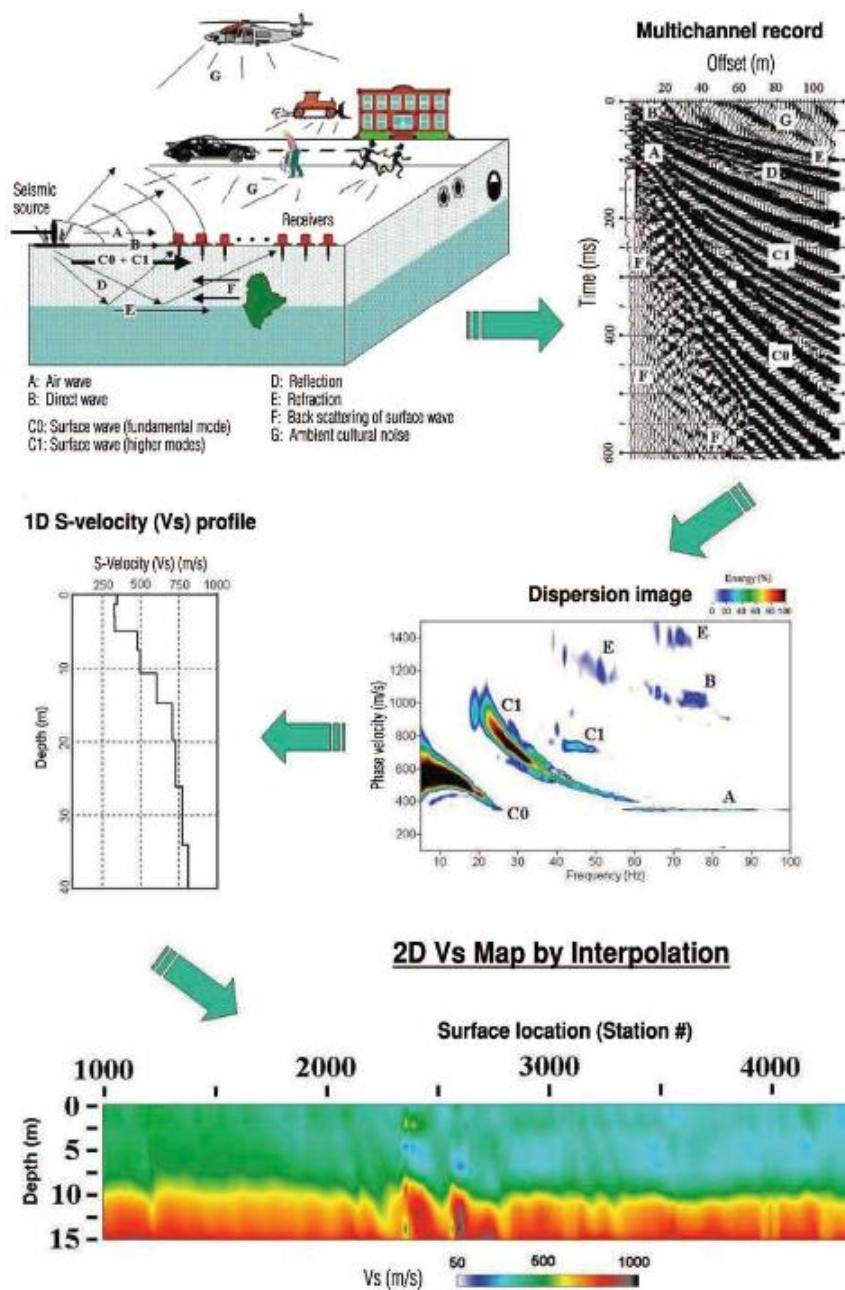 G
Seismic
source
A
B
C0 + C1
D
E
F
G
Receivers
A: Air wave
B: Direct wave
C0: Surface wave (fundamental mode)
C1: Surface wave (higher modes)
D: Reflection
E: Refraction
F: Back scattering of surface wave
G: Ambient cultural noise
Multichannel record
Offset (m)
20 40 60 80 100
Time (ms)
0
200
400
600
B
G
A
E
D
F
C1
C0
F
F
1D S-velocity (Vs) profile
S-Velocity (Vs) (m/s)
250 500 750 1000
Depth (m)
0
10
20
30
40
Dispersion image
Energy (%)
0 20 40 60 80 100
Phase velocity(m/s)
1400
1200
1000
800
600
400
200
E
E
B
C1
C1
A
C0
10 20 30 40 50 60 70 80 90 100
Frequency (Hz)
2D Vs Map by Interpolation
Surface location (Station #)
1000 2000 3000 4000
Depth (m)
0
5
10
15
Vs (m/s)
50 500 1000